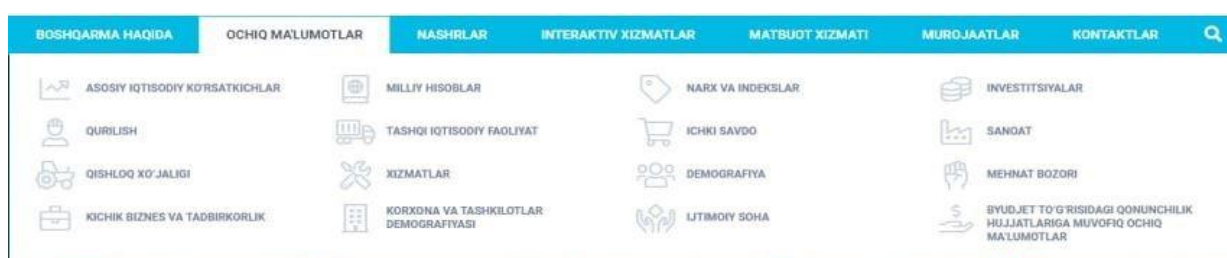 BOSHQARMA HAQIDA OCHIQ MA'LUMOTLAR NASHRLAR INTERAKTIV XIZMATLAR MATBUOT XIZMATI MUROJAATLAR KONTAKTLAR
ASOSIY IQTISODIY KO'RSATKICHLAR MILLIY HISOBLAR NARX VA INDEKSLAR INVESTITSIYALAR
QURILISH TASHQI IQTISODIY FAOLIYAT ICHKI SAVDO SANOAT
QISHLOQ XO'JALIGI XIZMATLAR DEMOGRAFIYA MEHNAT BOZORI
KICHIK BIZNES VA TADBIRKORLIK
KORXONA VA TASHKILOTLAR
DEMOGRAFIYASI
IJTIMOIY SOHA
BYUDJET TO'G'RISIDAGI QONUNCHILIK
HUJJATLARIGA MUVOFIQ OCHIQ
MA'LUMOTLAR